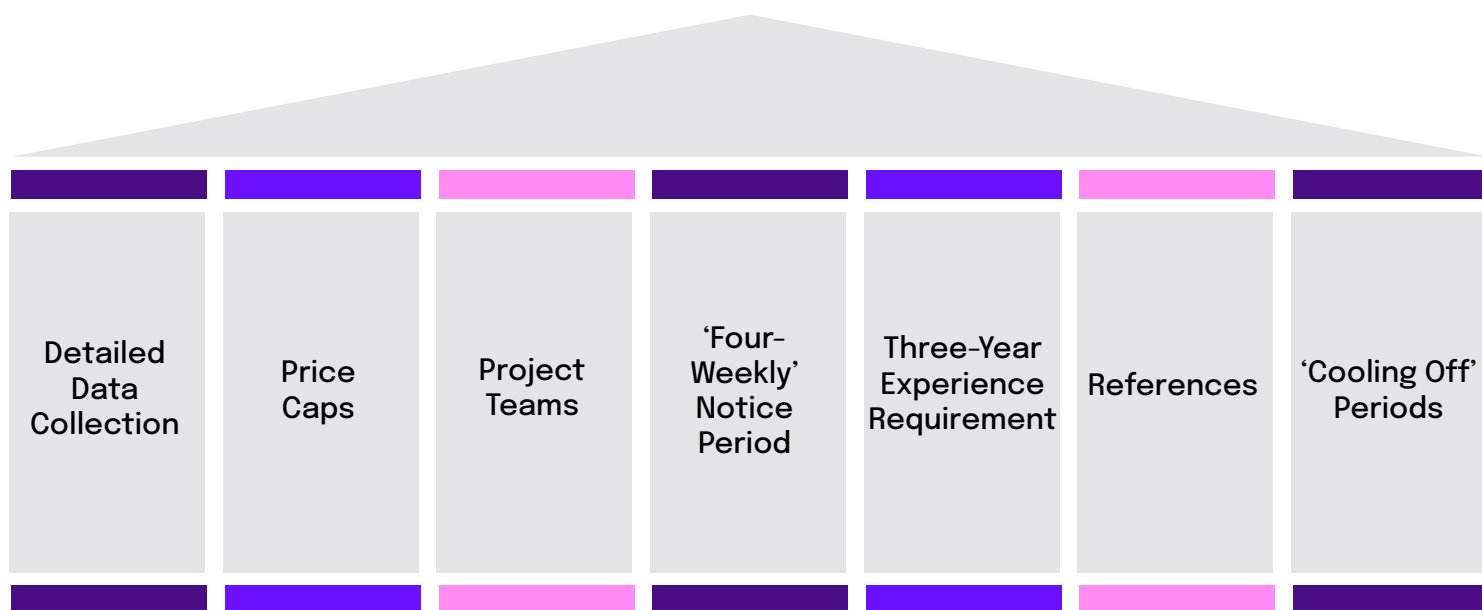 Detailed
Data
Collection
Price
Caps
Project
Teams
‘Four-
Weekly’
Notice
Period
Three-Year
Experience
Requirement
References
‘Cooling Off’
Periods